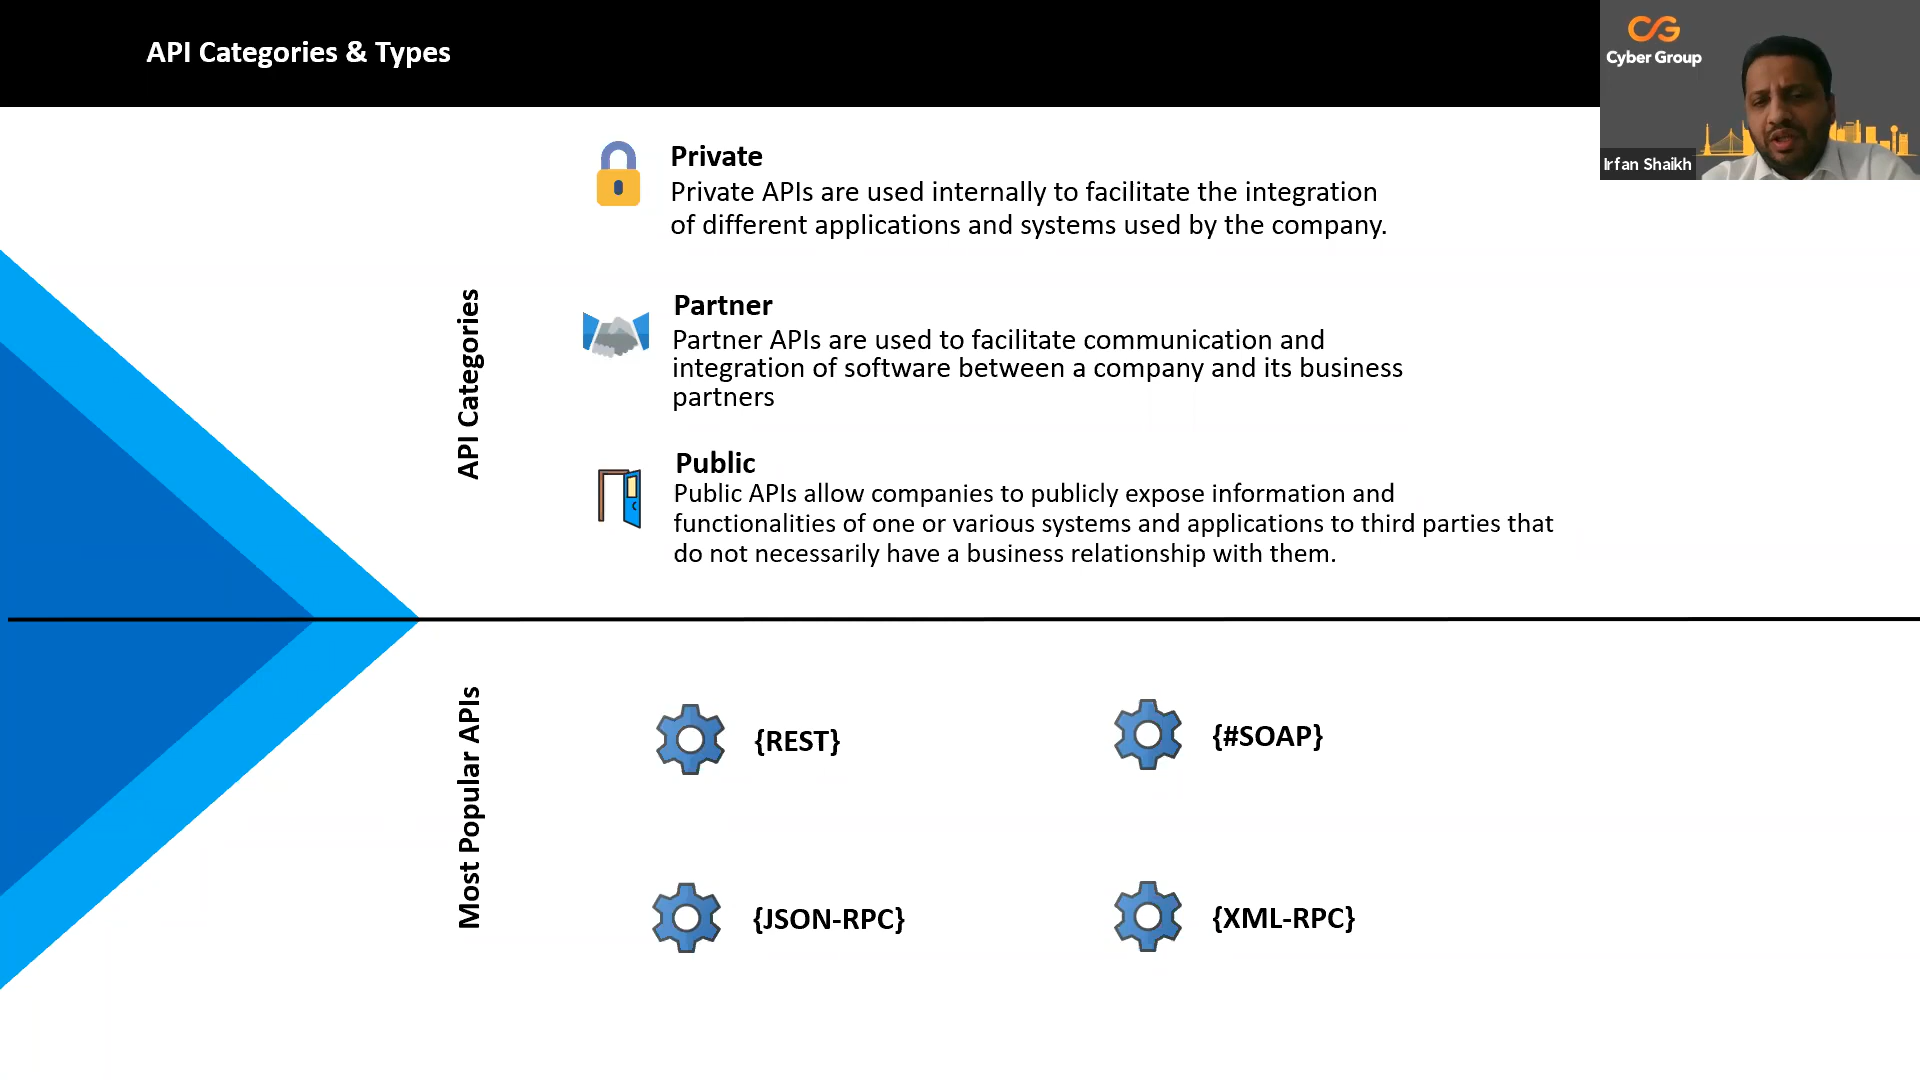 API Categories & Types
Cyber Group
Irfan Shaikh
API Categories
Private
Private APIs are used internally to facilitate the integration
of different applications and systems used by the company.
Partner
Partner APIs are used to facilitate communication and
integration of software between a company and its business
partners
Public
Public APIs allow companies to publicly expose information and
functionalities of one or various systems and applications to third parties that
do not necessarily have a business relationship with them.
Most Popular APIs
{REST}
{#SOAP}
{JSON-RPC}
{XML-RPC}